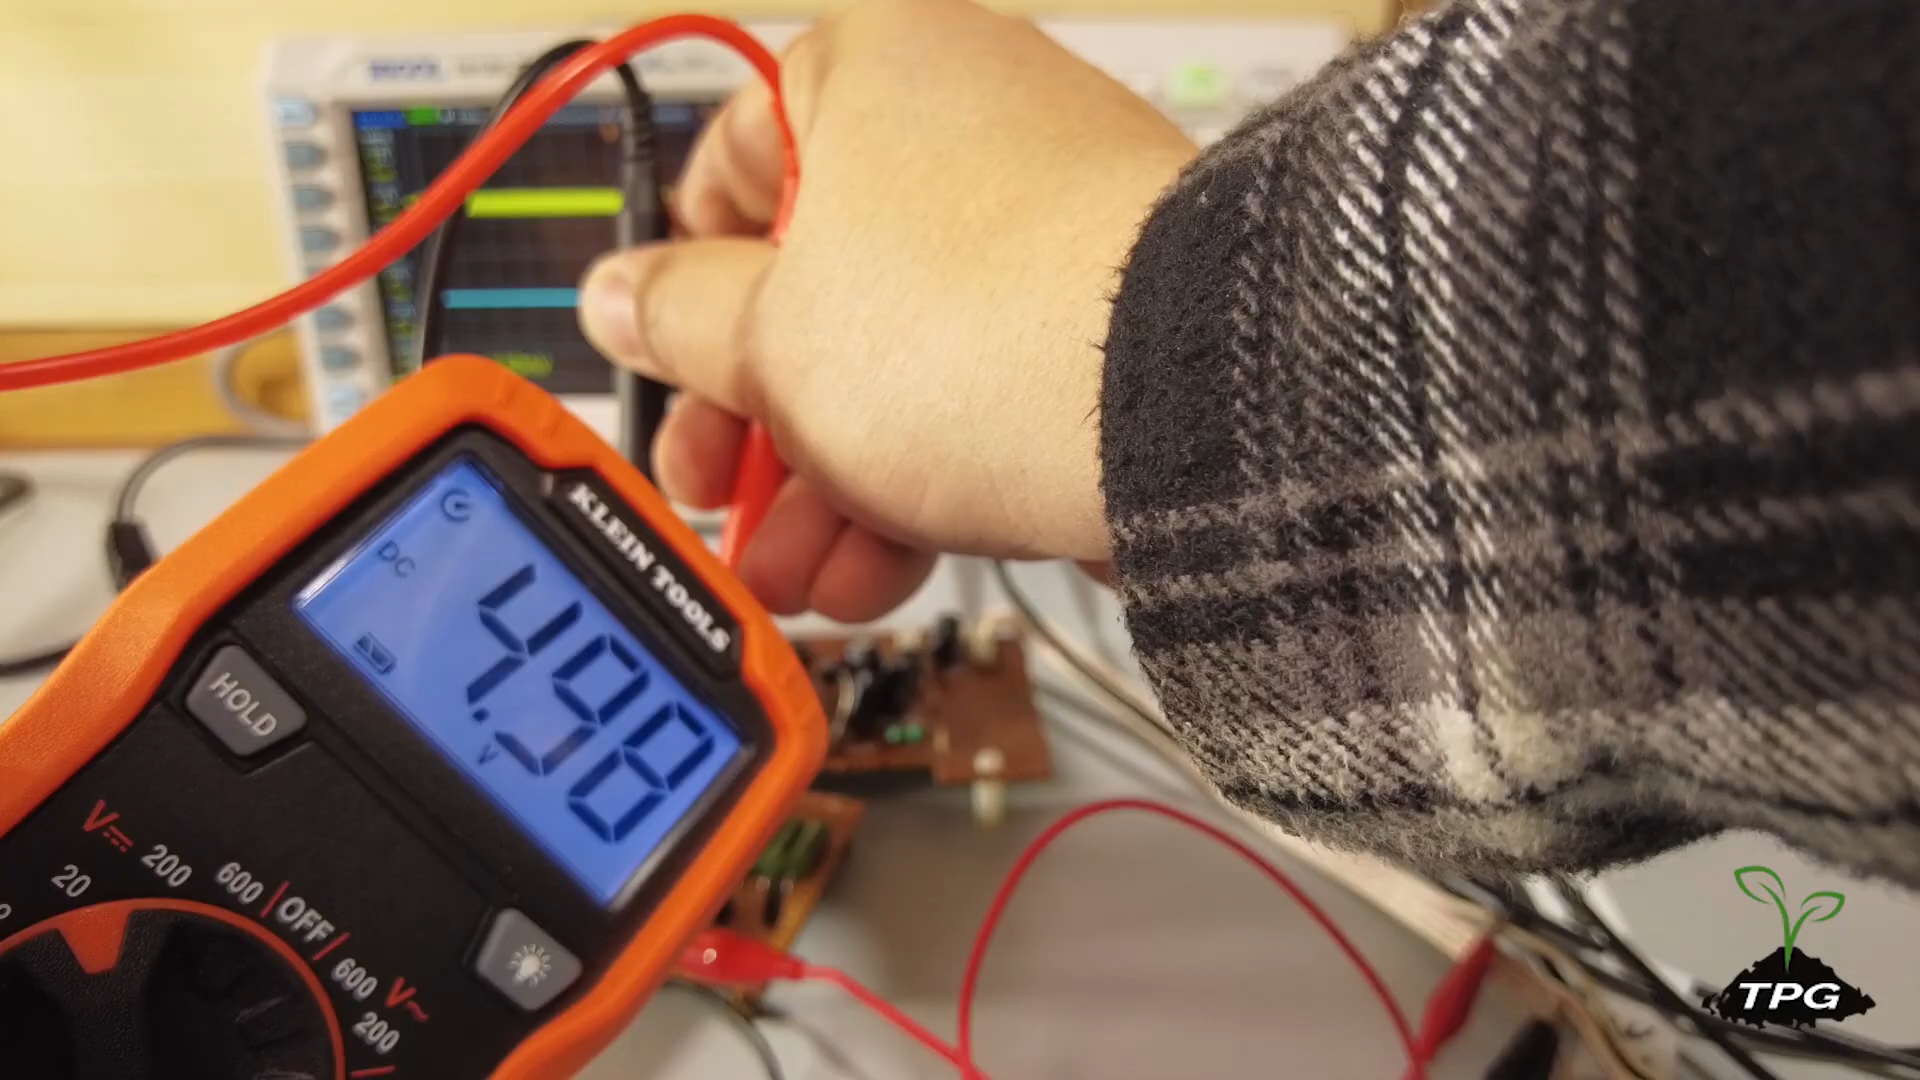 KLEIN TOOLS
DC
4.98
V
HOLD
V
20
200
600
OFF
600
V~
200
TPG